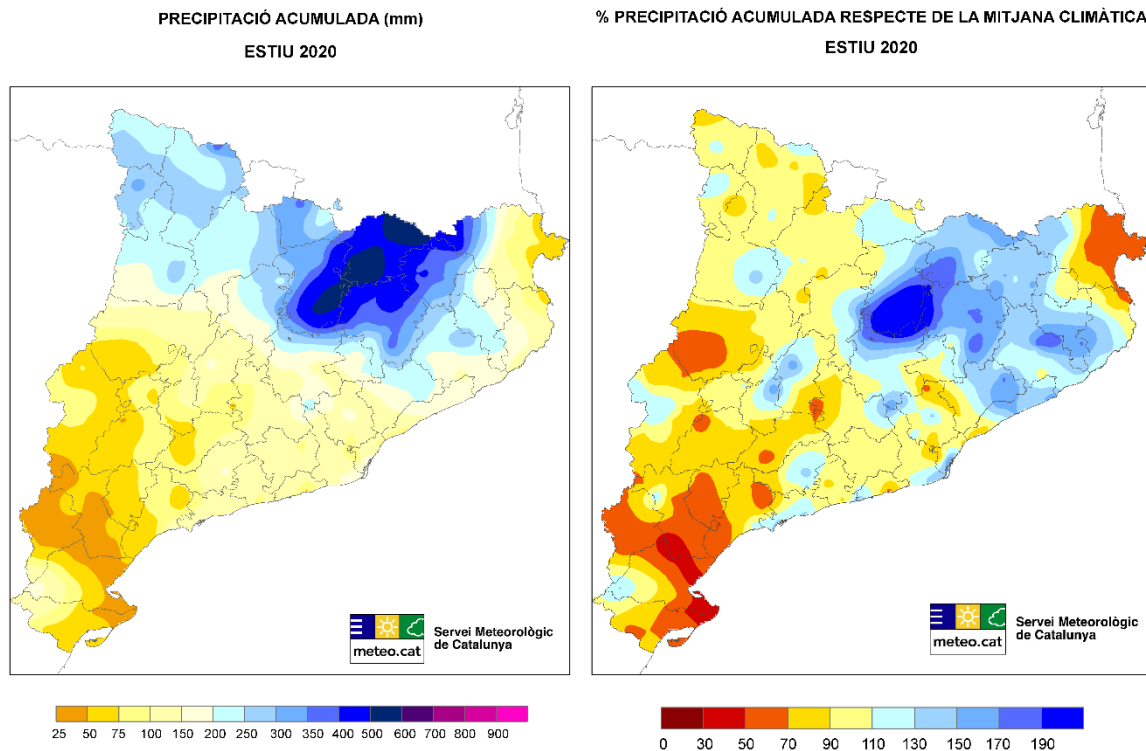 PRECIPITACIÓ ACUMULADA (mm)
ESTIU 2020
% PRECIPITACIÓ ACUMULADA RESPECTE DE LA MITJANA CLIMÀTICA
ESTIU 2020
meteo.cat
Servei Meteorològic
de Catalunya
meteo.cat
Servei Meteorològic
de Catalunya
25 50 75 100 150 200 250 300 350 400 500 600 700 800 900
0 30 50 70 90 110 130 150 170 190